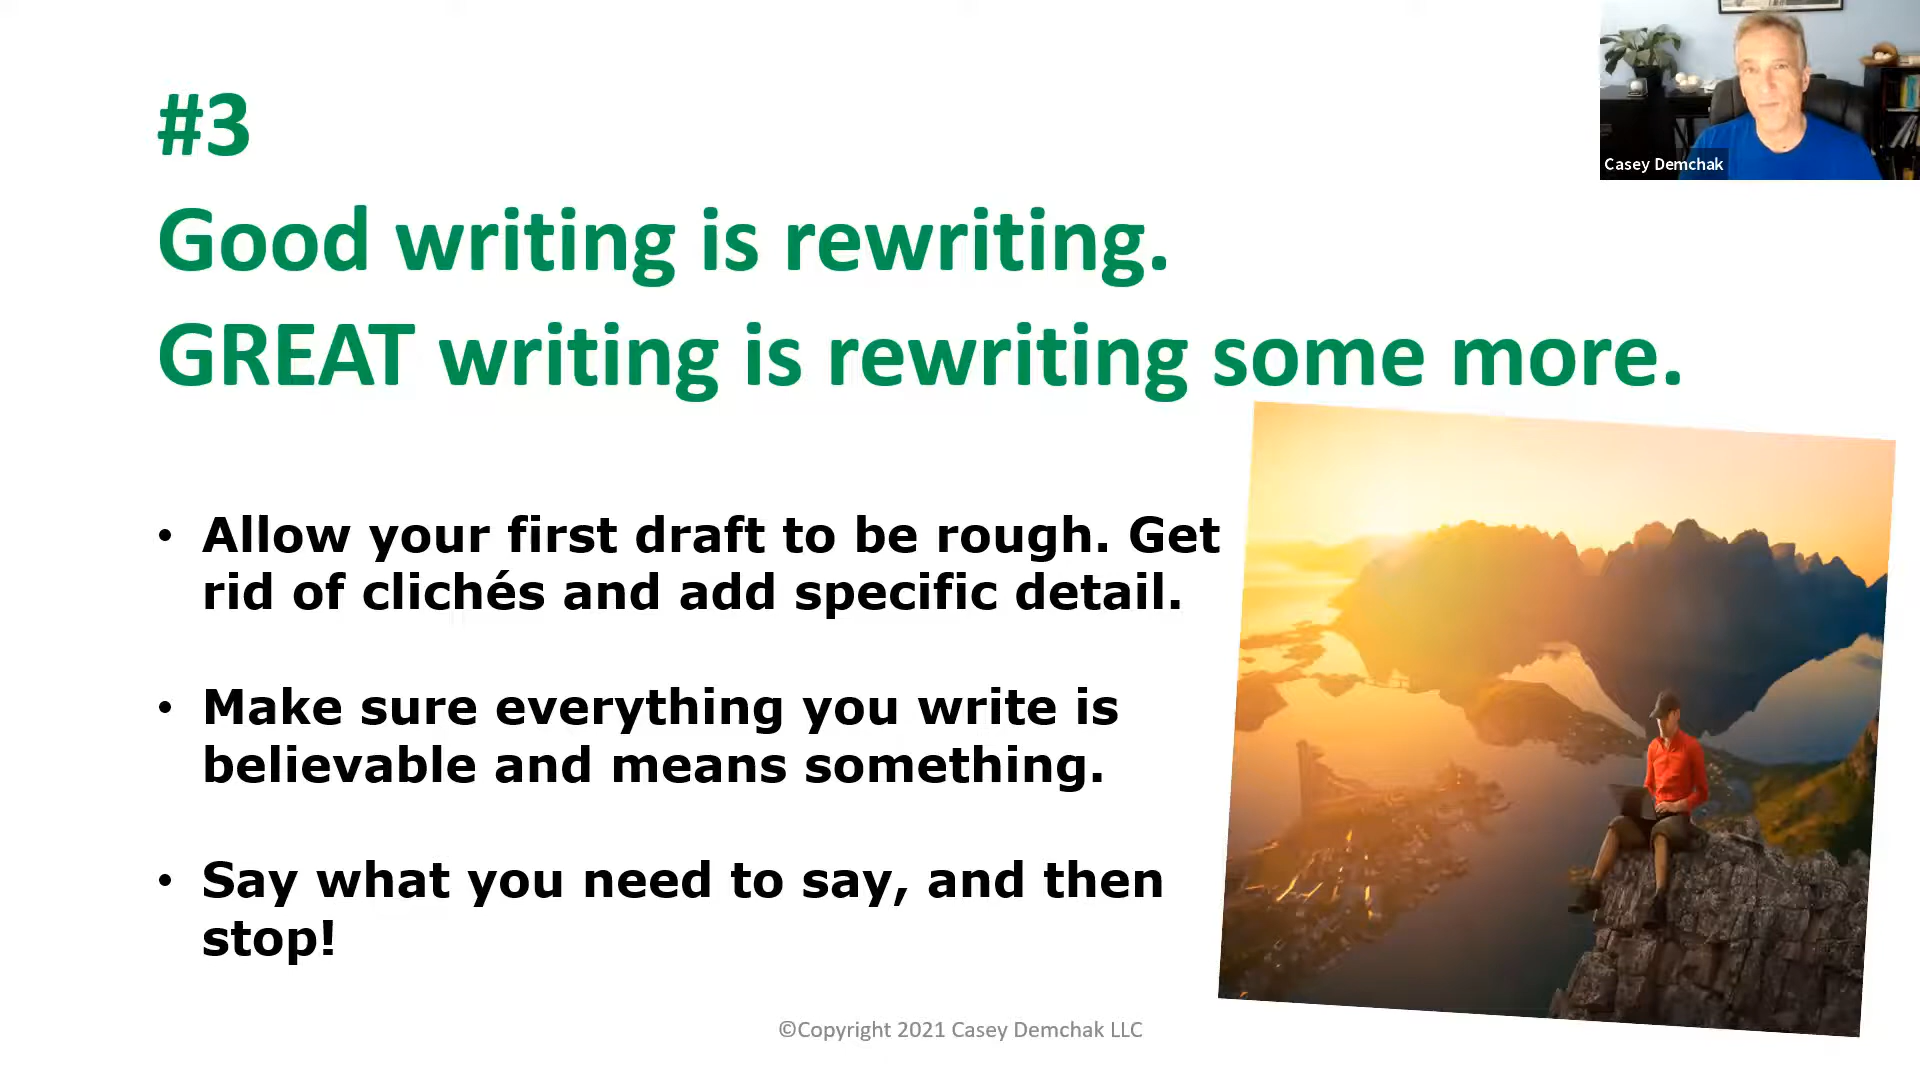 #3
Good writing is rewriting.
GREAT writing is rewriting some more.
• Allow your first draft to be rough. Get
rid of clichés and add specific detail.
• Make sure everything you write is
believable and means something.
• Say what you need to say, and then
stop!
©Copyright 2021 Casey Demchak LLC
Casey Demchak